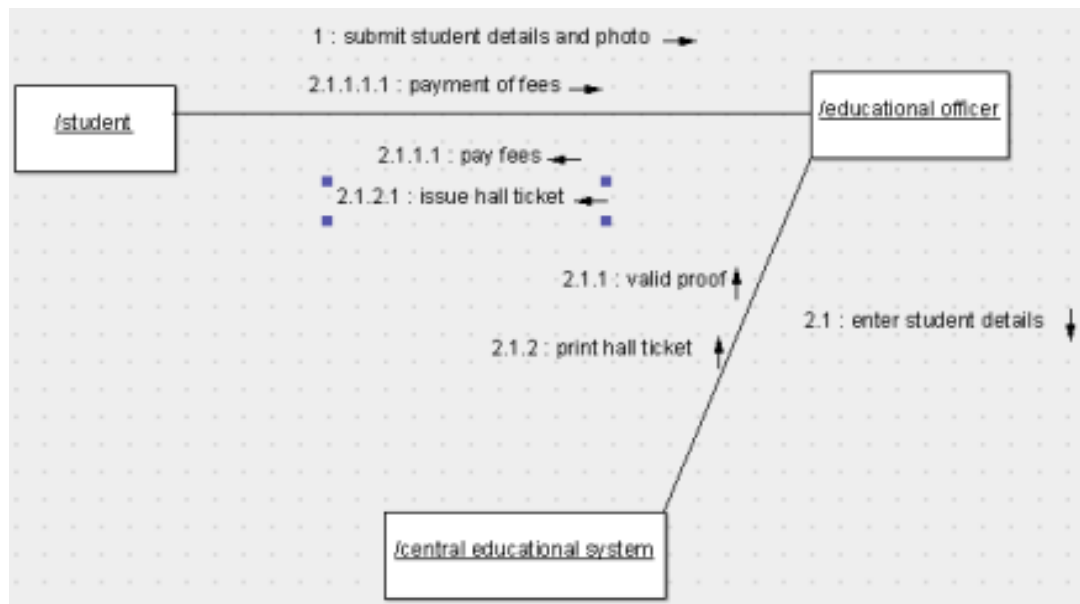 1 : submit student details and photo
2.1.1.1.1 : payment of fees
/student
/educational officer
2.1.1.1 : pay fees
2.1.2.1 : issue hall ticket
2.1.1 : valid proof
2.1 : enter student details
2.1.2 : print hall ticket
/central educational system